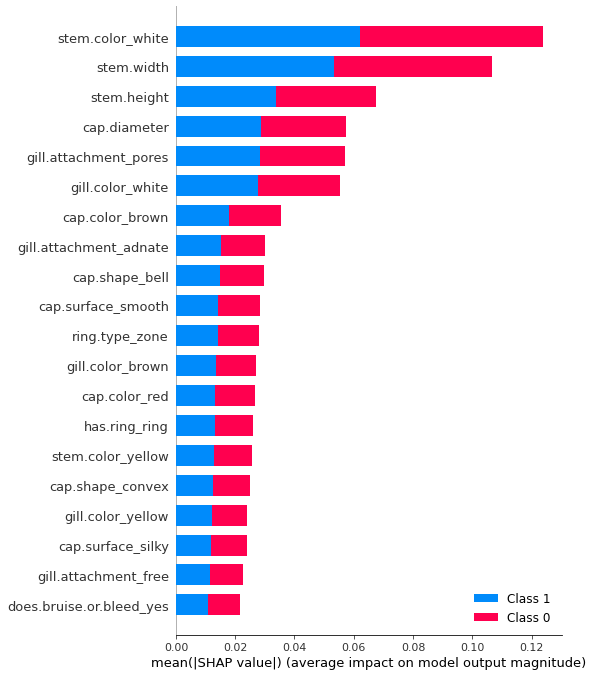 stem.color_white
stem.width
stem.height
cap.diameter
gill.attachment_pores
gill.color_white
cap.color_brown
gill.attachment_adnate
cap.shape_bell
cap.surface_smooth
ring.type_zone
gill.color_brown
cap.color_red
has.ring_ring
stem.color_yellow
cap.shape_convex
gill.color_yellow
cap.surface_silky
gill.attachment_free
does.bruise.or.bleed_yes
Class 1
Class 0
0.00 0.02 0.04 0.06 0.08 0.10 0.12
mean(|SHAP value|) (average impact on model output magnitude)